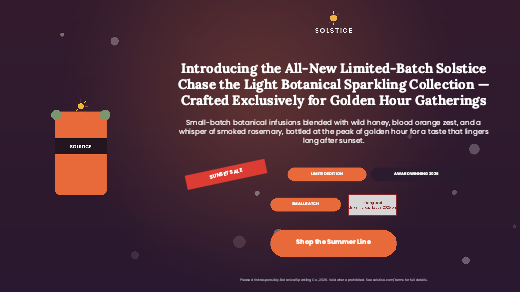 SOLSTICE
Introducing the All-New Limited-Batch Solstice
Chase the Light Botanical Sparkling Collection —
Crafted Exclusively for Golden Hour Gatherings
Small-batch botanical infusions blended with wild honey, blood orange zest, and a
whisper of smoked rosemary, bottled at the peak of golden hour for a taste that lingers
long after sunset.
SOLSTICE
SUNSET SALE
LIMITED EDITION
AWARD WINNING 2025
SMALL BATCH
Shop the Summer Line